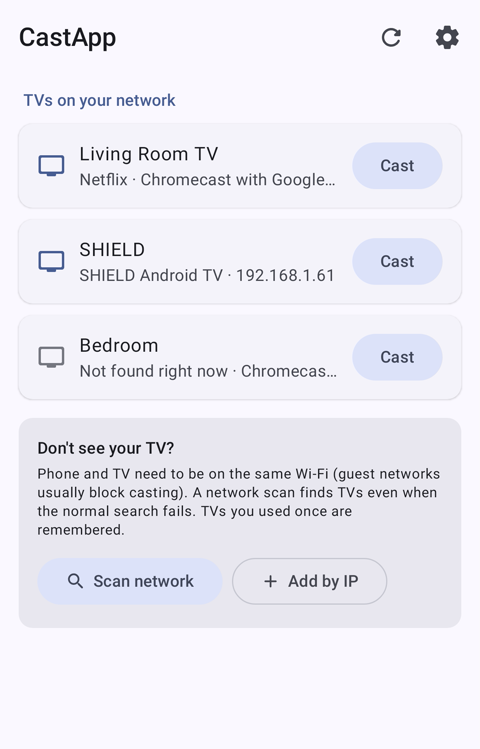 CastApp
TVs on your network
Living Room TV
Netflix · Chromecast with Google…
Cast
SHIELD
SHIELD Android TV · 192.168.1.61
Cast
Bedroom
Not found right now · Chromecas…
Cast
Don't see your TV?
Phone and TV need to be on the same Wi-Fi (guest networks
usually block casting). A network scan finds TVs even when
the normal search fails. TVs you used once are
remembered.
Scan network
Add by IP